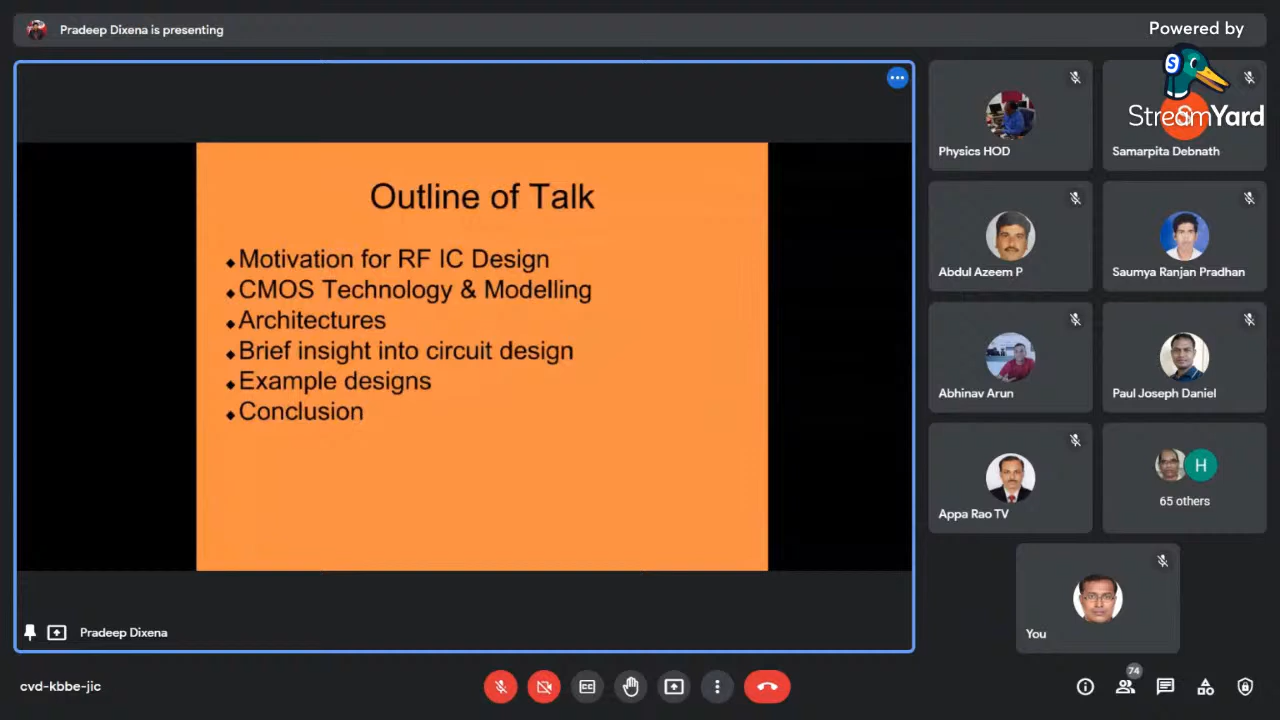 Pradeep Dixena is presenting
Powered by
StreamYard
Outline of Talk
Motivation for RF IC Design
CMOS Technology & Modelling
Architectures
Brief insight into circuit design
Example designs
Conclusion
Pradeep Dixena
Physics HOD
S
Samarpita Debnath
Abdul Azeem P
Saumya Ranjan Pradhan
Abhinav Arun
Paul Joseph Daniel
Appa Rao TV
H
65 others
You
cvd-kbbe-jic
74